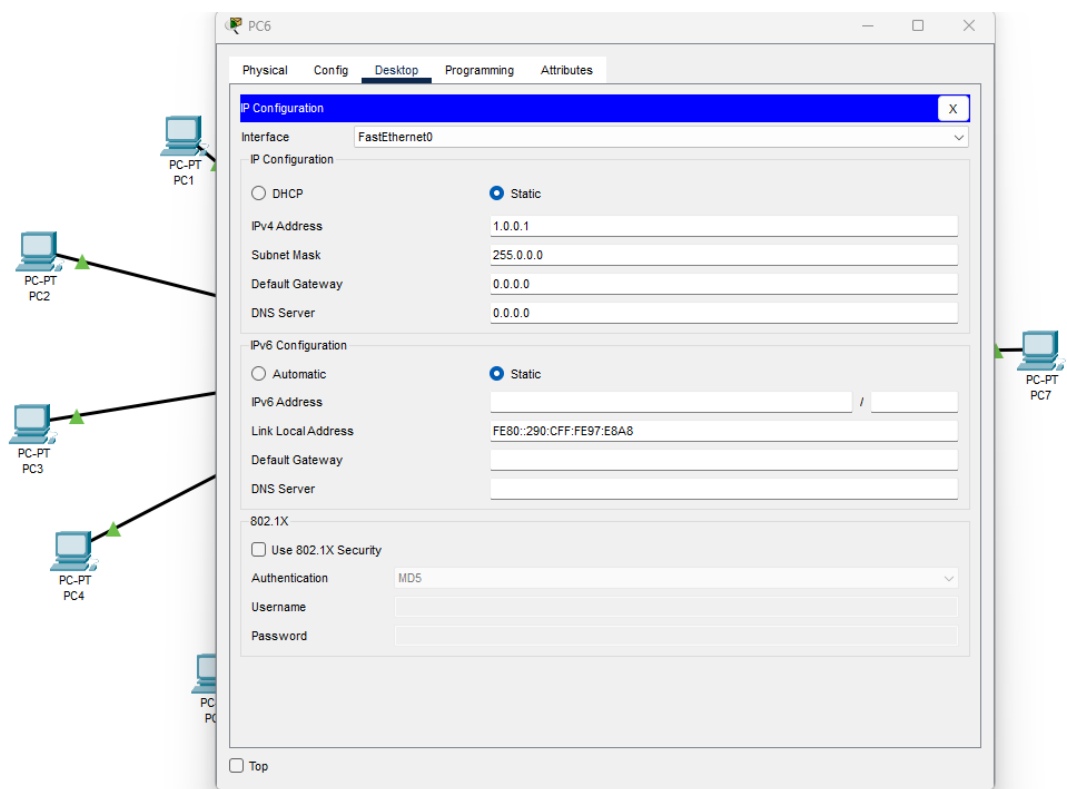 PC6
Physical Config Desktop Programming Attributes
IP Configuration X
Interface FastEthernet0
IP Configuration
DHCP Static
IPv4 Address 1.0.0.1
Subnet Mask 255.0.0.0
Default Gateway 0.0.0.0
DNS Server 0.0.0.0
IPv6 Configuration
Automatic Static
IPv6 Address /
Link Local Address FE80::290:CFF:FE97:E8A8
Default Gateway
DNS Server
802.1X
Use 802.1X Security
Authentication MD5
Username
Password
Top
PC-PT
PC1
PC-PT
PC2
PC-PT
PC3
PC-PT
PC4
PC
PC-PT
PC7